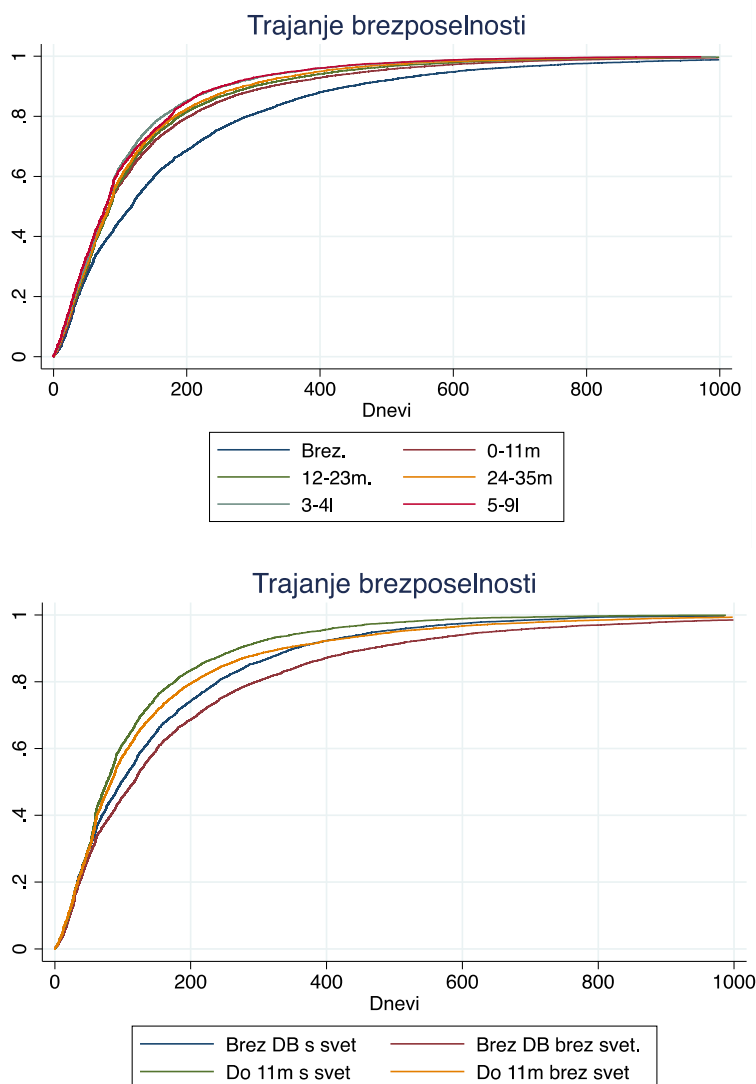 Trajanje brezposelnosti
1
.8
.6
.4
.2
0
0 200 400 600 800 1000
Dnevi
Brez. 0-11m
12-23m. 24-35m
3-4l 5-9l
Trajanje brezposelnosti
1
.8
.6
.4
.2
0
0 200 400 600 800 1000
Dnevi
Brez DB s svet Brez DB brez svet.
Do 11m s svet Do 11m brez svet